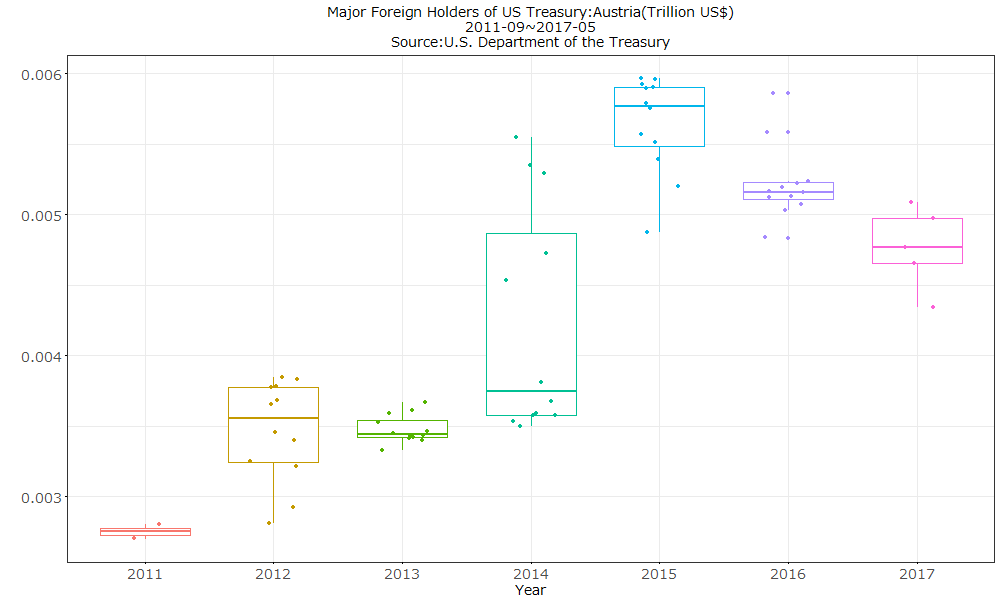 Major Foreign Holders of US Treasury:Austria(Trillion US$)
2011-09~2017-05
Source:U.S. Department of the Treasury
0.006
0.005
0.004
0.003
2011 2012 2013 2014 2015 2016 2017
Year